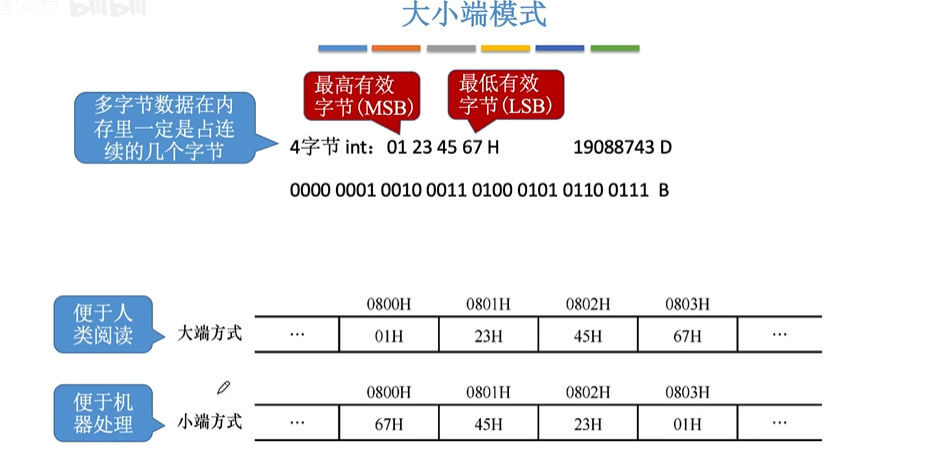 bilibili
大小端模式
最高有效
字节(MSB)
最低有效
字节(LSB)
多字节数据在内
存里一定是占连
续的几个字节
4字节 int: 01 23 45 67 H 19088743 D
0000 0001 0010 0011 0100 0101 0110 0111 B
便于人
类阅读
大端方式
0800H 0801H 0802H 0803H
… 01H 23H 45H 67H …
便于机
器处理
小端方式
0800H 0801H 0802H 0803H
… 67H 45H 23H 01H …